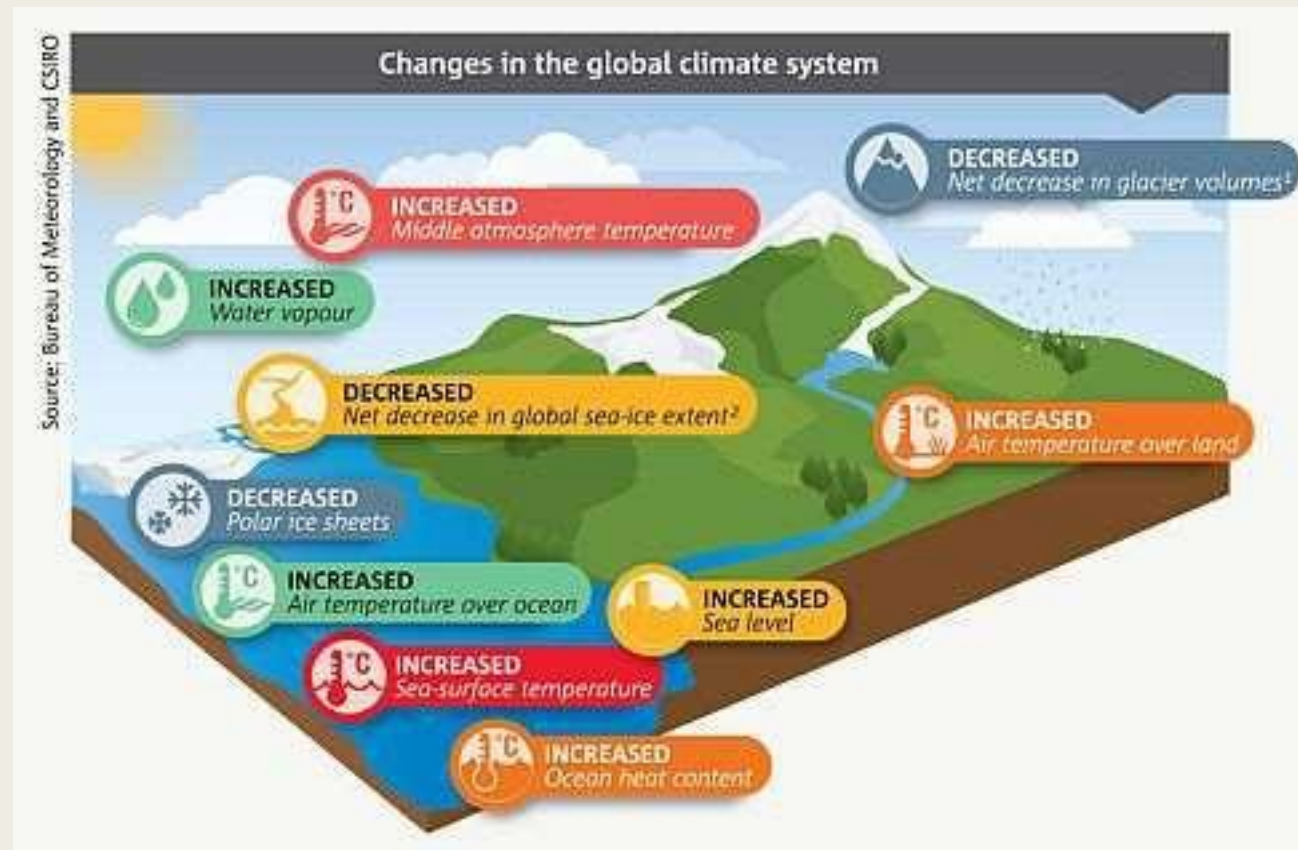 Changes in the global climate system
Source: Bureau of Meteorology and CSIRO
DECREASED
Net decrease in glacier volumes¹
INCREASED
Middle atmosphere temperature
INCREASED
Water vapour
DECREASED
Net decrease in global sea-ice extent²
INCREASED
Air temperature over land
DECREASED
Polar ice sheets
INCREASED
Air temperature over ocean
INCREASED
Sea level
INCREASED
Sea-surface temperature
INCREASED
Ocean heat content
°C
°C
°C
°C
°C